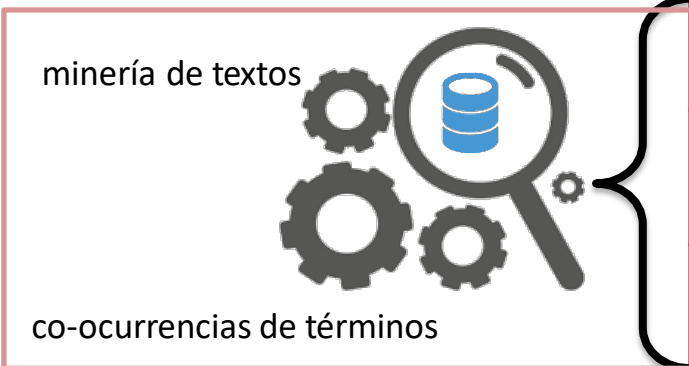 minería de textos
co-ocurrencias de términos